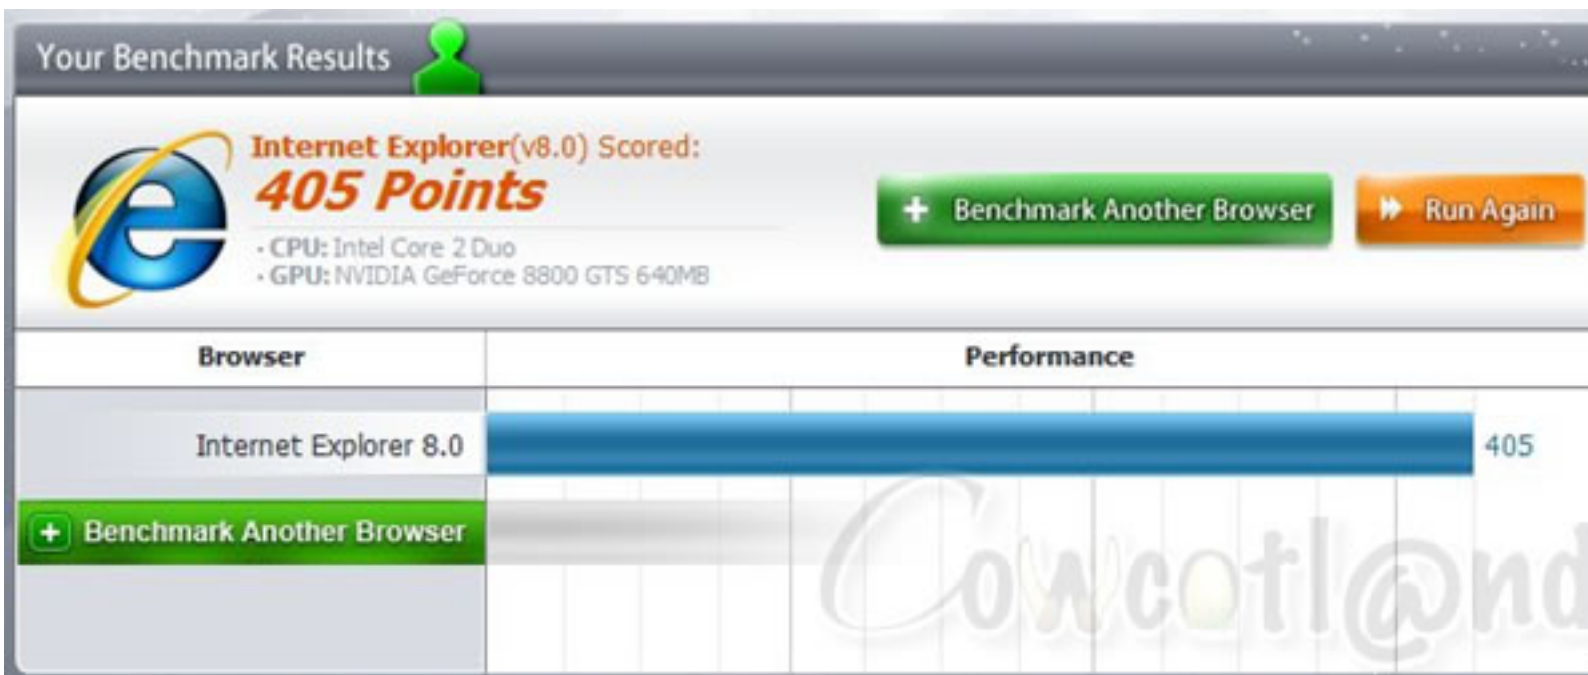 Your Benchmark Results
Internet Explorer(v8.0) Scored:
405 Points
· CPU: Intel Core 2 Duo
· GPU: NVIDIA GeForce 8800 GTS 640MB
Benchmark Another Browser
Run Again
Browser
Performance
Internet Explorer 8.0
405
Benchmark Another Browser
Cowcotl@nd